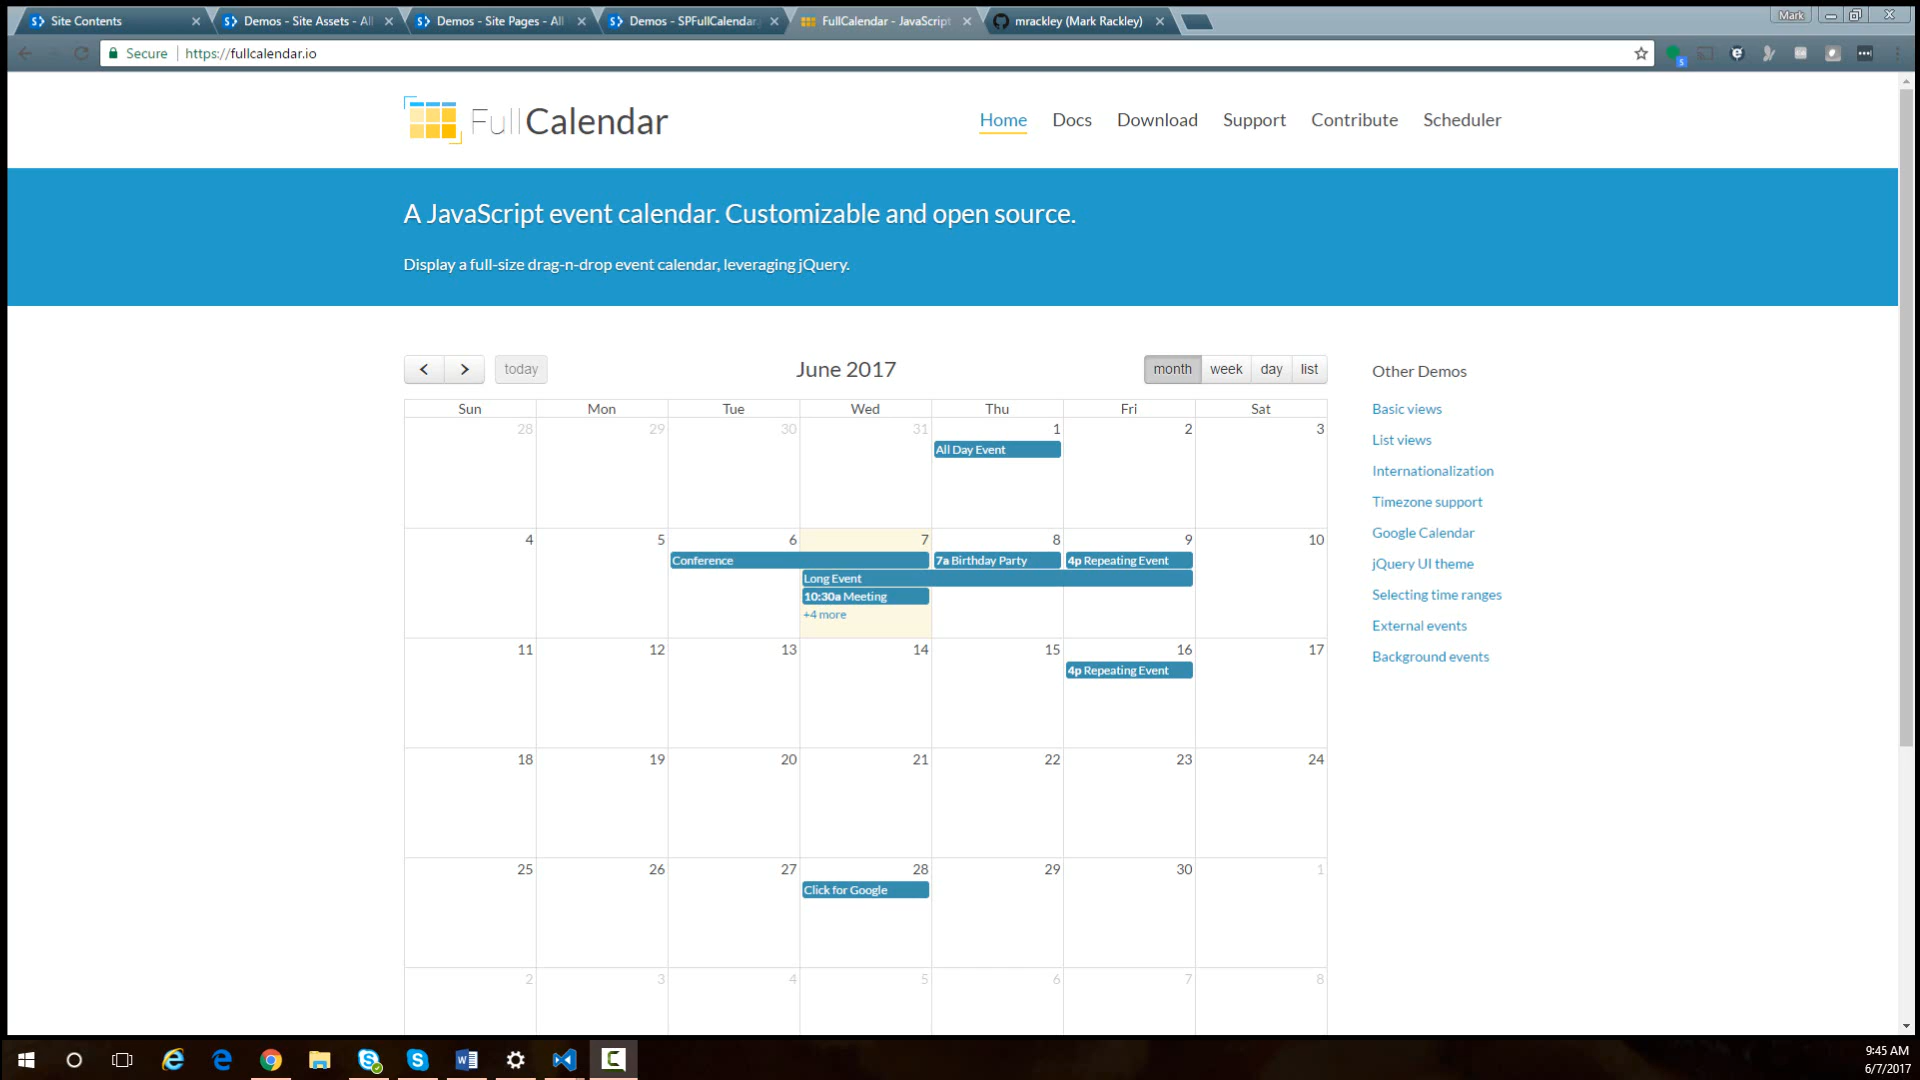 Site Contents
Demos - Site Assets - All
Demos - Site Pages - All
Demos - SPFullCalendar.
FullCalendar - JavaScript
mrackley (Mark Rackley)
Mark
Secure
https://fullcalendar.io
FullCalendar
Home
Docs
Download
Support
Contribute
Scheduler
A JavaScript event calendar. Customizable and open source.
Display a full-size drag-n-drop event calendar, leveraging jQuery.
today
June 2017
month
week
day
list
Sun Mon Tue Wed Thu Fri Sat
28 29 30 31 1 2 3
All Day Event
4 5 6 7 8 9 10
Conference
7a Birthday Party
4p Repeating Event
Long Event
10:30a Meeting
+4 more
11 12 13 14 15 16 17
4p Repeating Event
18 19 20 21 22 23 24
25 26 27 28 29 30 1
Click for Google
2 3 4 5 6 7 8
Other Demos
Basic views
List views
Internationalization
Timezone support
Google Calendar
jQuery UI theme
Selecting time ranges
External events
Background events
9:45 AM
6/7/2017